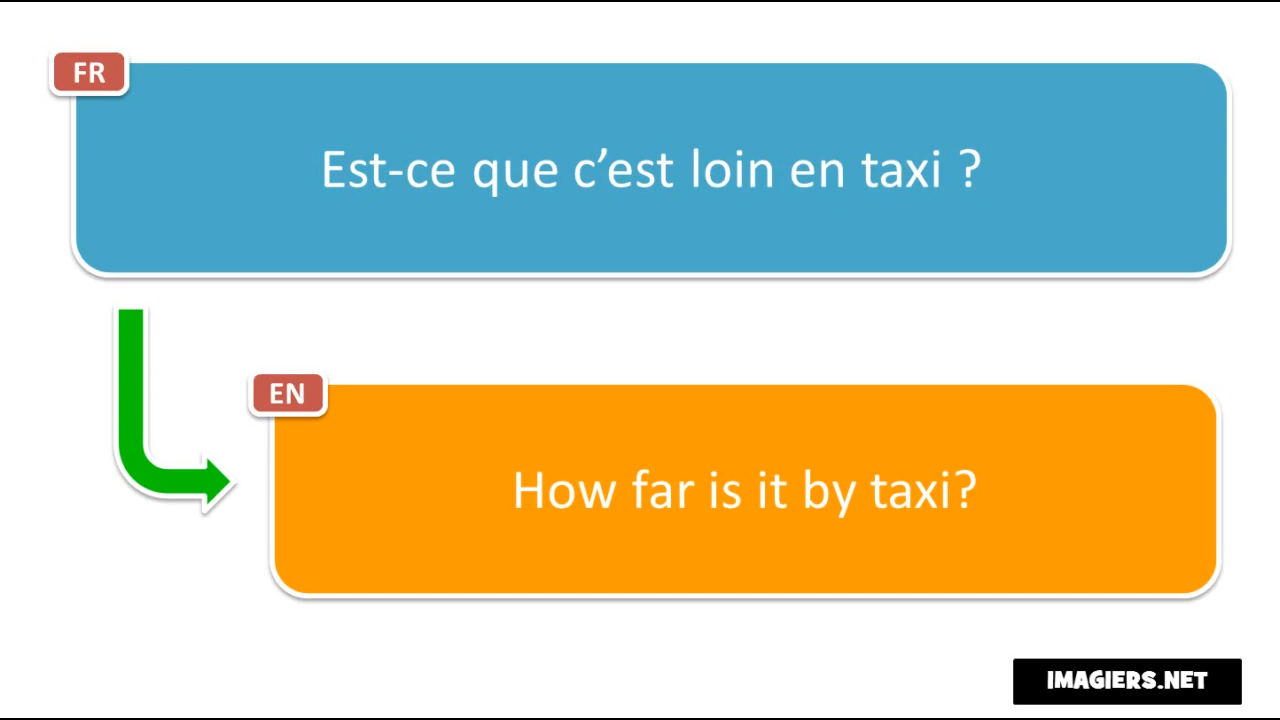 FR
Est-ce que c’est loin en taxi ?
EN
How far is it by taxi?
IMAGIERS.NET